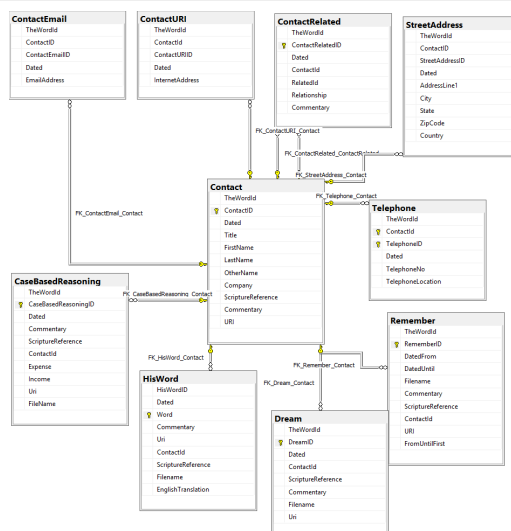 ContactEmail
TheWordId
ContactID
ContactEmailID
Dated
EmailAddress
ContactURI
TheWordId
ContactId
ContactURIID
Dated
InternetAddress
ContactRelated
TheWordId
ContactRelatedID
Dated
ContactId
RelatedId
Relationship
Commentary
StreetAddress
TheWordId
ContactID
StreetAddressID
Dated
AddressLine1
City
State
ZipCode
Country
FK_ContactURI_Contact
FK_ContactRelated_ContactRelated
FK_StreetAddress_Contact
FK_Telephone_Contact
FK_ContactEmail_Contact
Contact
TheWordId
ContactID
Dated
Title
FirstName
LastName
OtherName
Company
ScriptureReference
Commentary
URI
Telephone
TheWordId
ContactId
TelephoneID
Dated
TelephoneNo
TelephoneLocation
CaseBasedReasoning
TheWordId
CaseBasedReasoningID
Dated
Commentary
ScriptureReference
ContactId
Expense
Income
Uri
FileName
FK_CaseBasedReasoning_Contact
FK_HisWord_Contact
FK_Remember_Contact
FK_Dream_Contact
HisWord
HisWordID
Dated
Word
Commentary
Uri
ContactId
ScriptureReference
Filename
EnglishTranslation
Remember
TheWordId
RememberID
DatedFrom
DatedUntil
Filename
Commentary
ScriptureReference
ContactId
URI
FromUntilFirst
Dream
TheWordId
DreamID
Dated
ContactId
ScriptureReference
Commentary
Filename
Uri